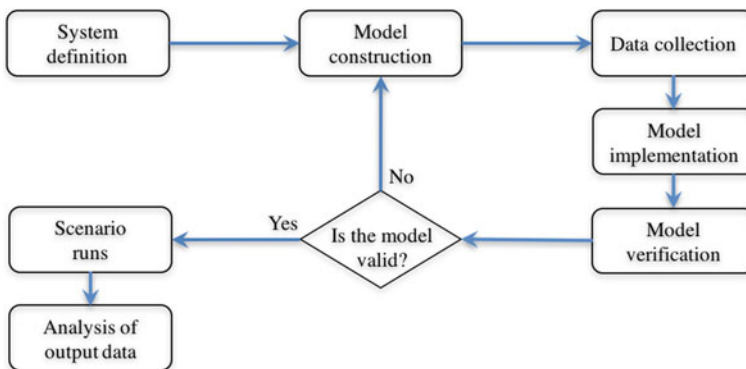 System
definition
Model
construction
Data collection
Model
implementation
Model
verification
Is the model
valid?
No
Yes
Scenario
runs
Analysis of
output data